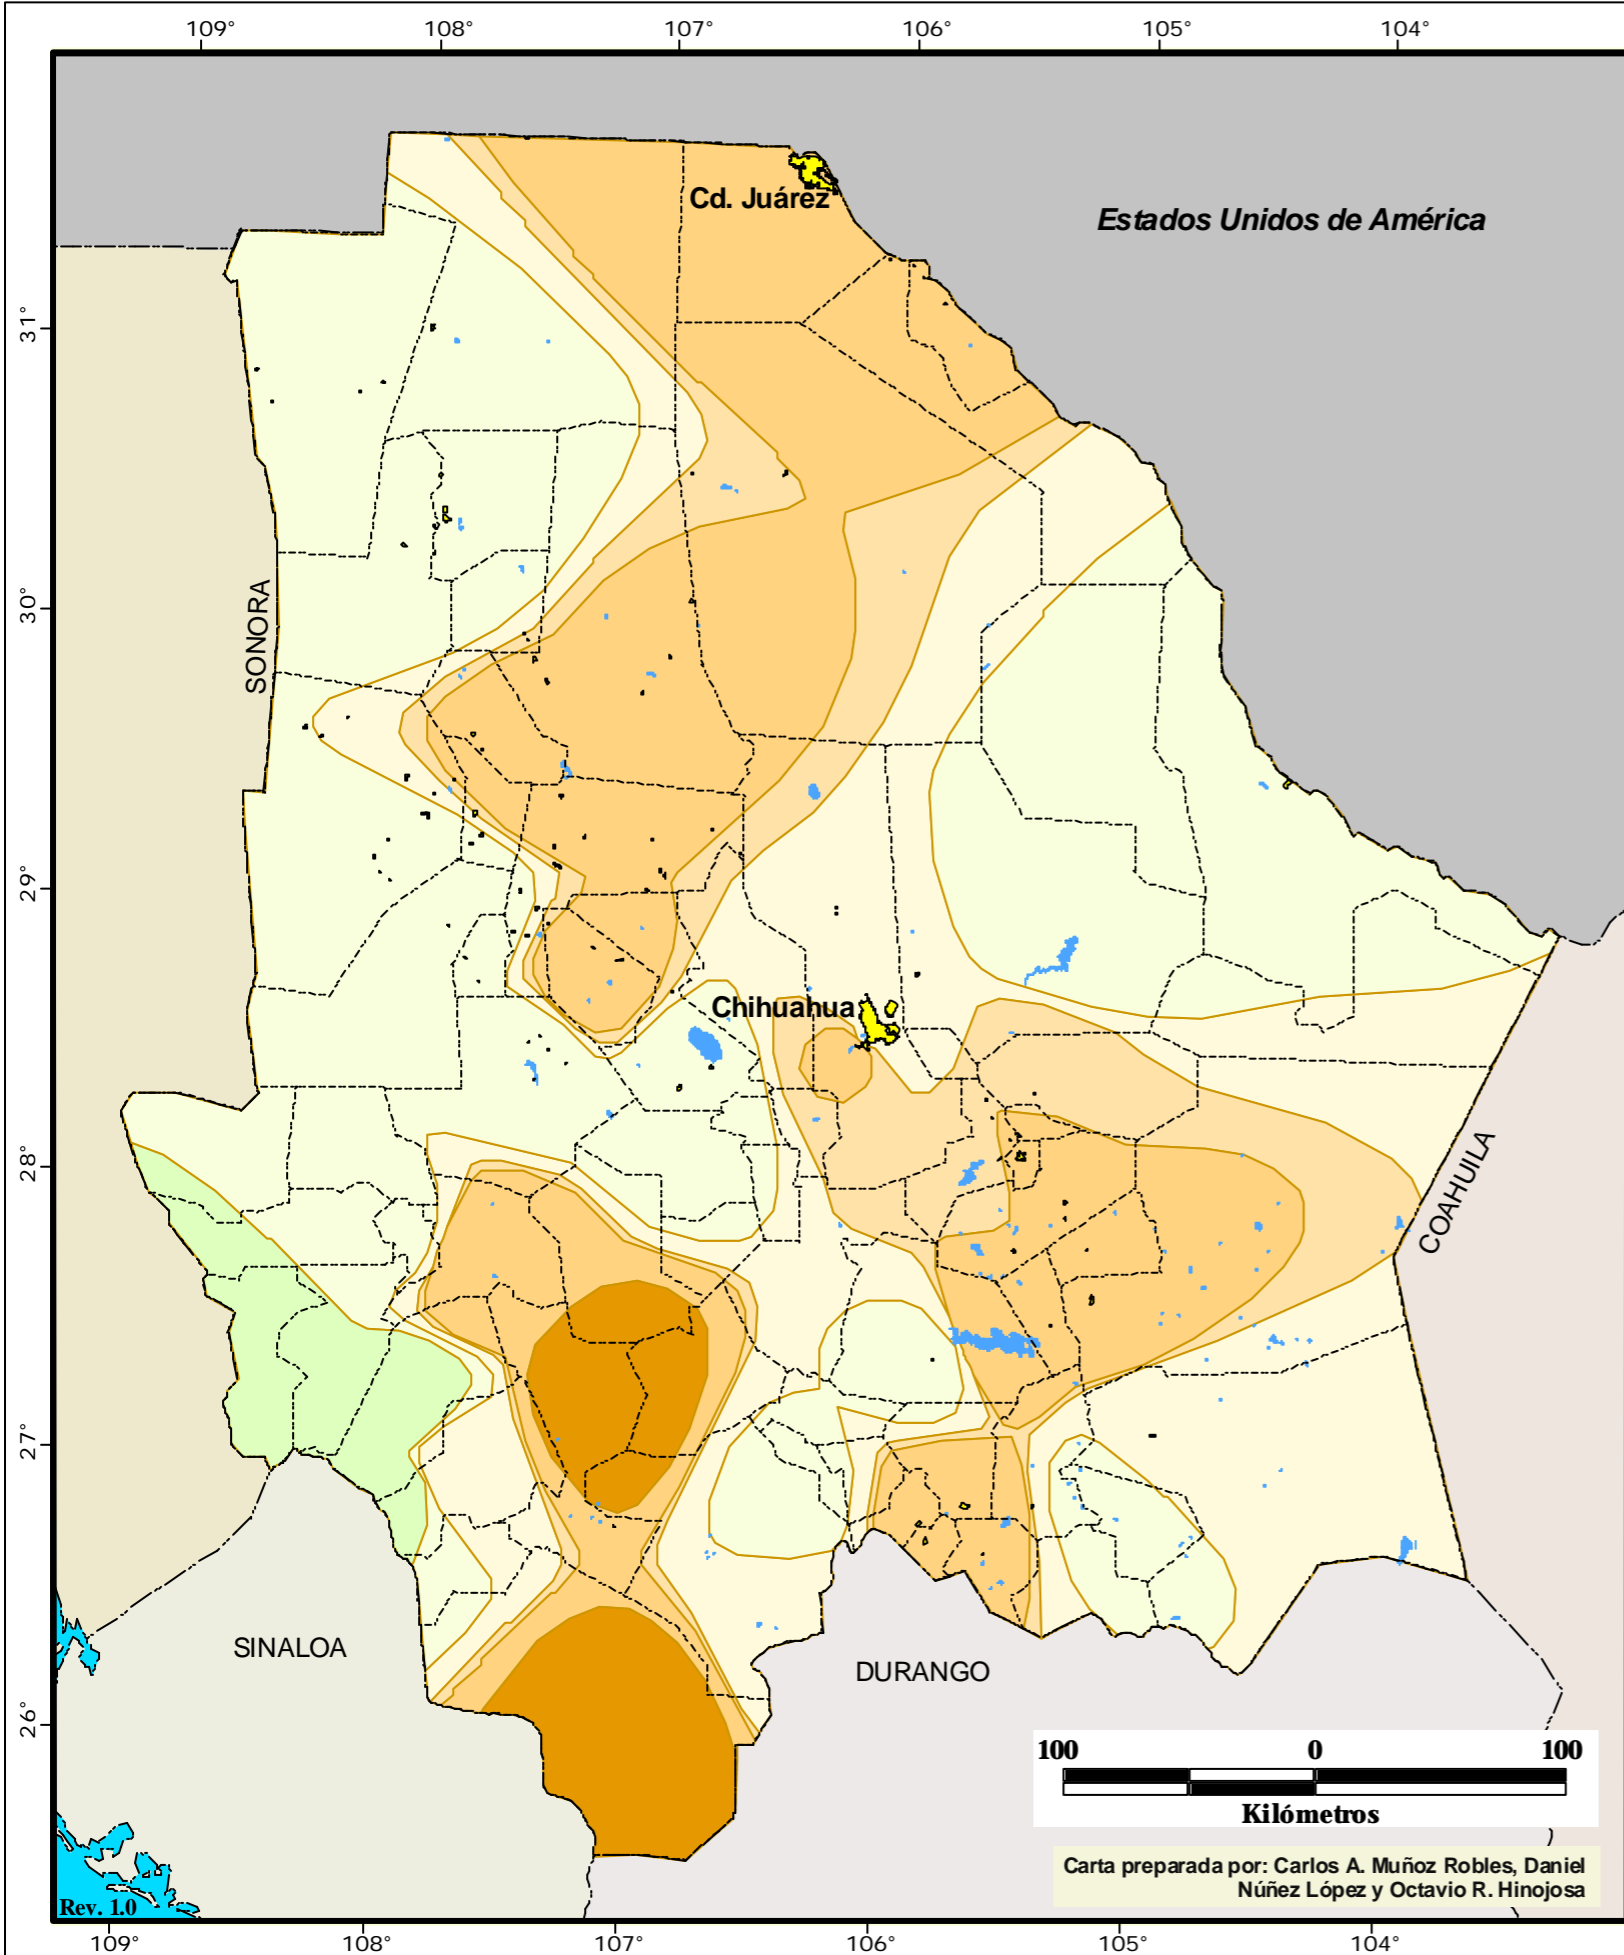 109° 108° 107° 106° 105° 104°
Cd. Juárez
Estados Unidos de América
31°
30°
SONORA
29°
Chihuahua
28°
COAHUILA
27°
SINALOA
DURANGO
26°
100 0 100
Kilómetros
Carta preparada por: Carlos A. Muñoz Robles, Daniel
Núñez López y Octavio R. Hinojosa
Rev. 1.0
109° 108° 107° 106° 105° 104°